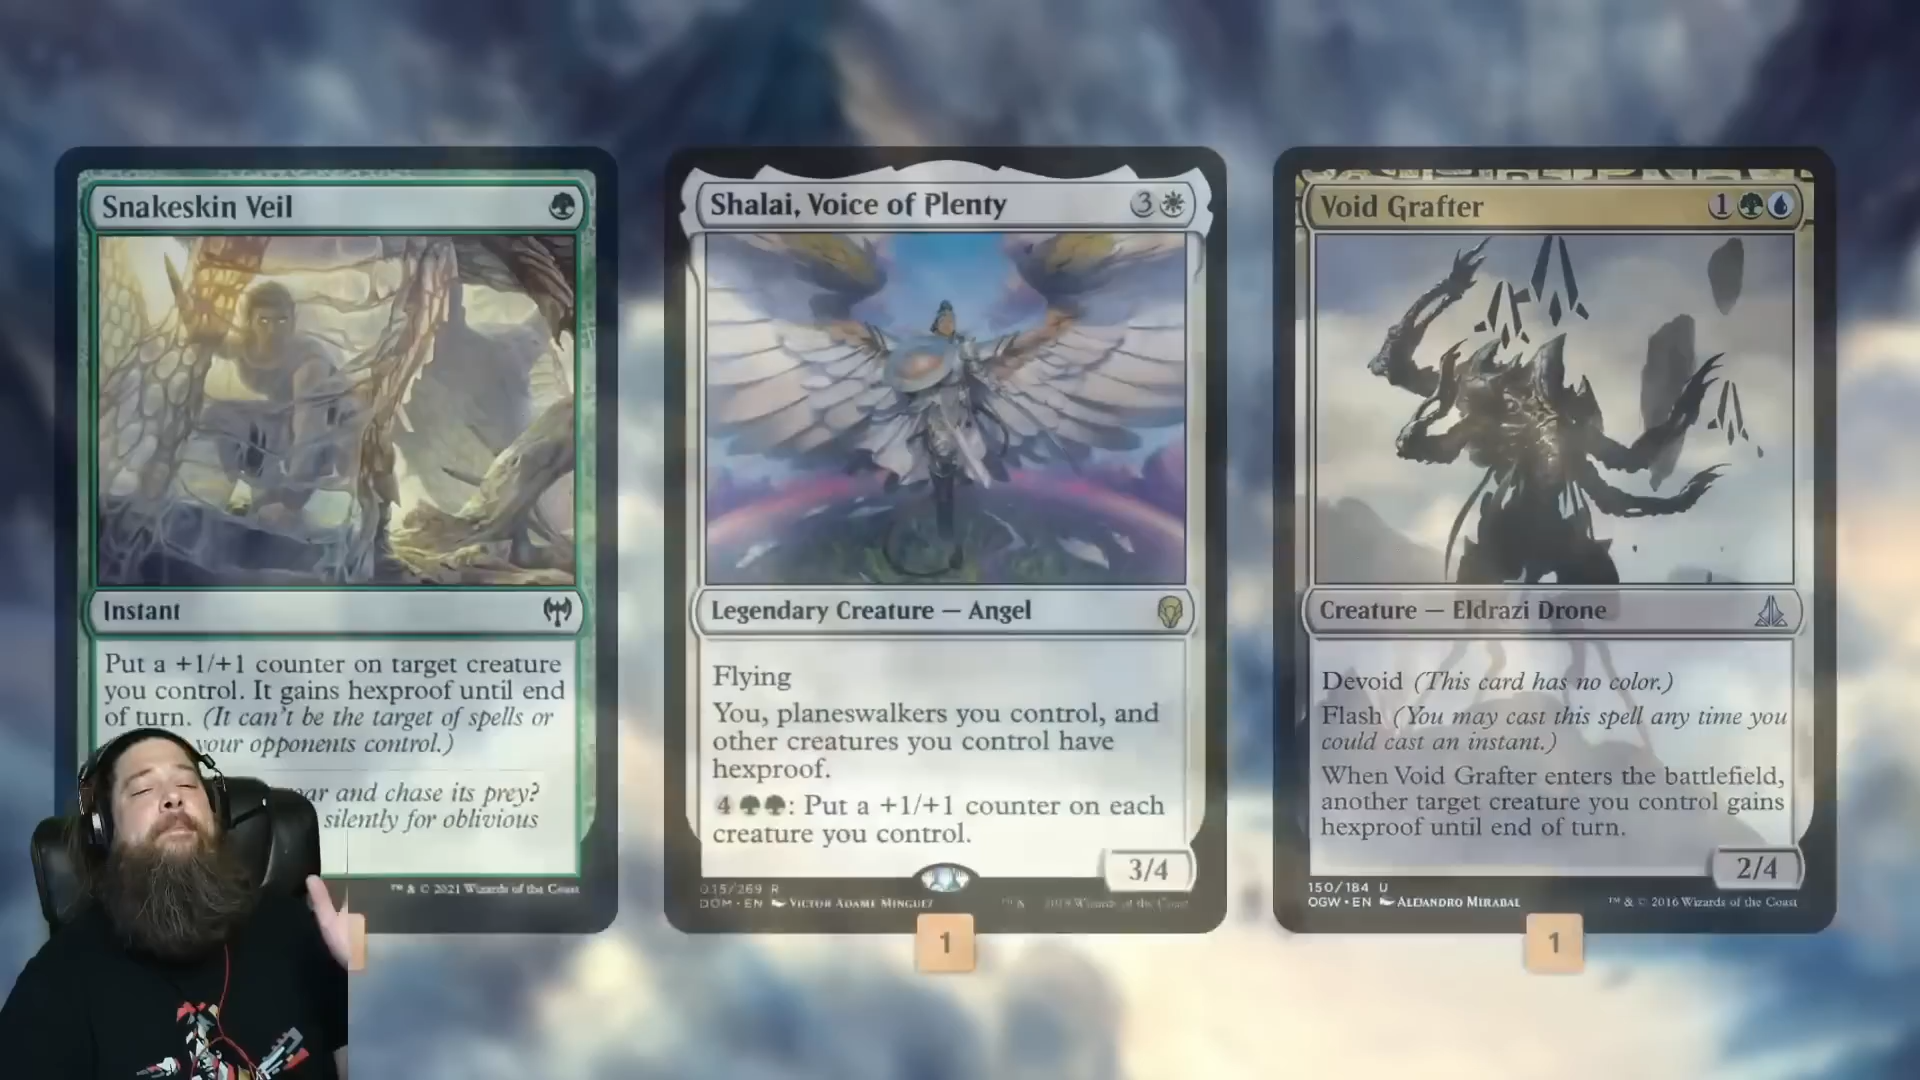 Snakeskin Veil
Instant
Put a +1/+1 counter on target creature
you control. It gains hexproof until end
of turn. (It can't be the target of spells or
your opponents control.)
and chase its prey?
silently for oblivious
™ & © 2021 Wizards of the Coast
Shalai, Voice of Plenty
3
Legendary Creature — Angel
Flying
You, planeswalkers you control, and
other creatures you control have
hexproof.
4 : Put a +1/+1 counter on each
creature you control.
3/4
015/269 R
DOM • EN Victor Adame Minguez
™ & © 2018 Wizards of the Coast
1
Void Grafter
1
Creature — Eldrazi Drone
Devoid (This card has no color.)
Flash (You may cast this spell any time you
could cast an instant.)
When Void Grafter enters the battlefield,
another target creature you control gains
hexproof until end of turn.
2/4
150/184 U
OGW • EN Alejandro Mirabal
™ & © 2016 Wizards of the Coast
1